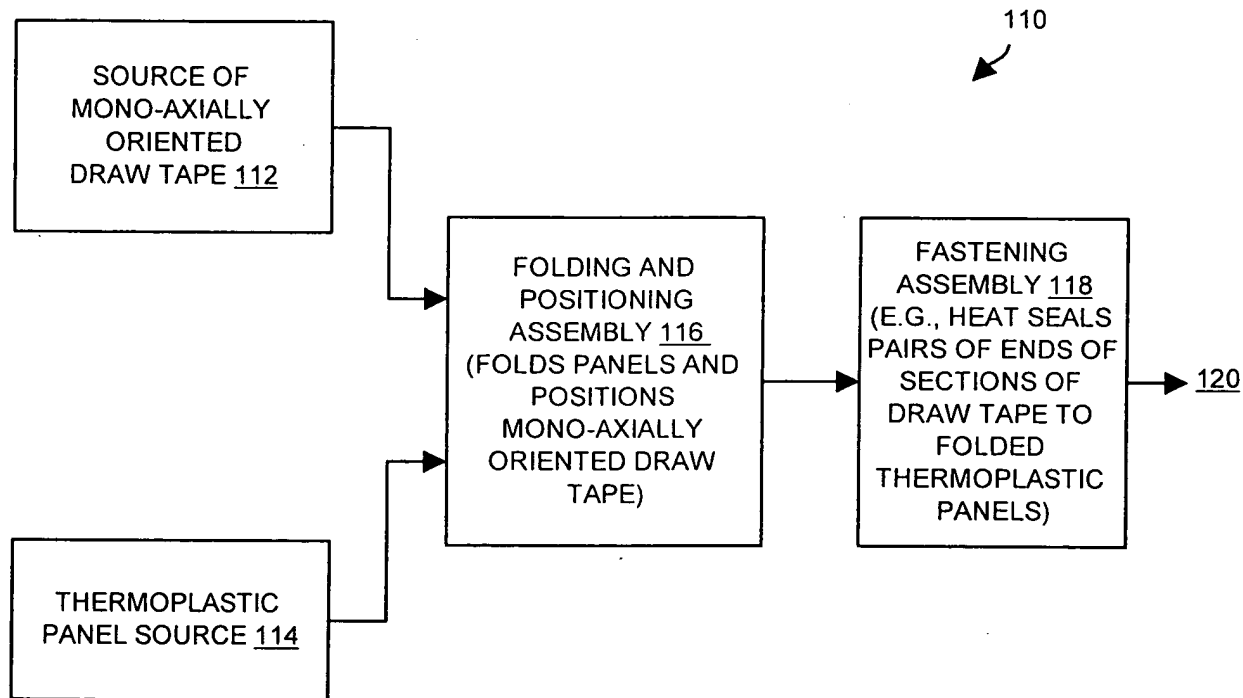 110
SOURCE OF
MONO-AXIALLY
ORIENTED
DRAW TAPE 112
THERMOPLASTIC
PANEL SOURCE 114
FOLDING AND
POSITIONING
ASSEMBLY 116
(FOLDS PANELS AND
POSITIONS
MONO-AXIALLY
ORIENTED DRAW
TAPE)
FASTENING
ASSEMBLY 118
(E.G., HEAT SEALS
PAIRS OF ENDS OF
SECTIONS OF
DRAW TAPE TO
FOLDED
THERMOPLASTIC
PANELS)
120